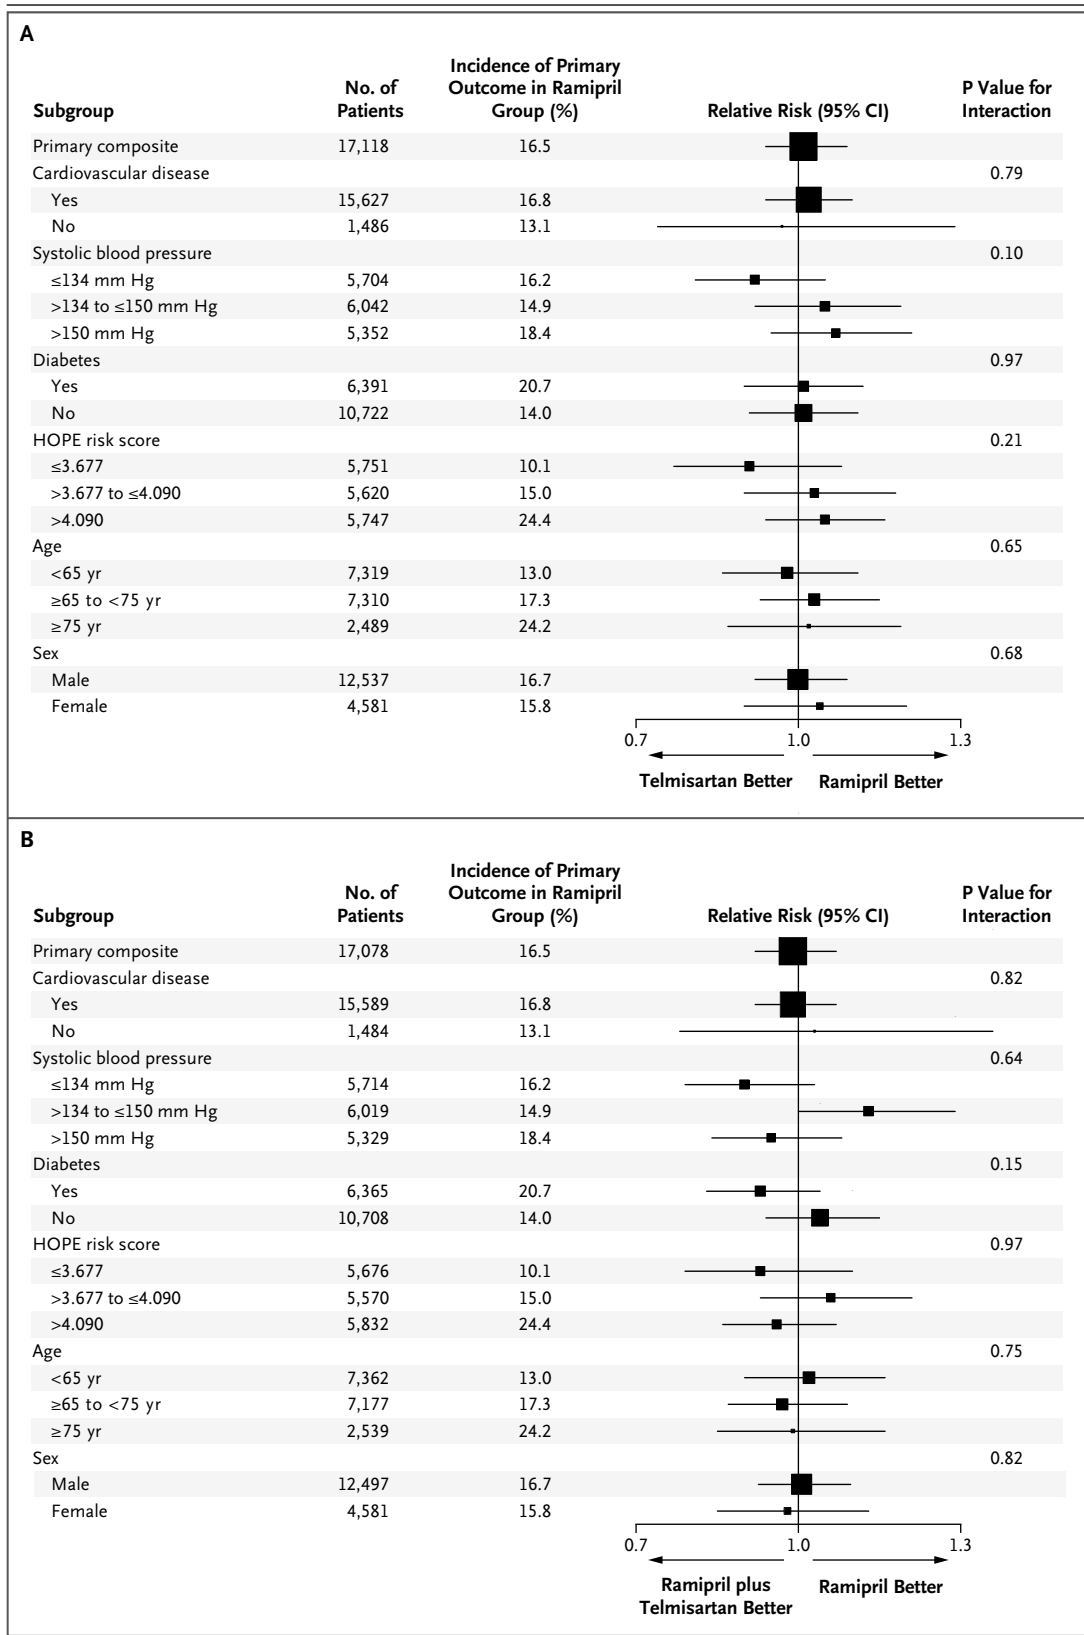 A
Subgroup No. of Patients Incidence of Primary Outcome in Ramipril Group (%) Relative Risk (95% CI) P Value for Interaction
Primary composite 17,118 16.5
Cardiovascular disease 0.79
Yes 15,627 16.8
No 1,486 13.1
Systolic blood pressure 0.10
≤134 mm Hg 5,704 16.2
>134 to ≤150 mm Hg 6,042 14.9
>150 mm Hg 5,352 18.4
Diabetes 0.97
Yes 6,391 20.7
No 10,722 14.0
HOPE risk score 0.21
≤3.677 5,751 10.1
>3.677 to ≤4.090 5,620 15.0
>4.090 5,747 24.4
Age 0.65
<65 yr 7,319 13.0
≥65 to <75 yr 7,310 17.3
≥75 yr 2,489 24.2
Sex 0.68
Male 12,537 16.7
Female 4,581 15.8
0.7 1.0 1.3
Telmisartan Better Ramipril Better
B
Subgroup No. of Patients Incidence of Primary Outcome in Ramipril Group (%) Relative Risk (95% CI) P Value for Interaction
Primary composite 17,078 16.5
Cardiovascular disease 0.82
Yes 15,589 16.8
No 1,484 13.1
Systolic blood pressure 0.64
≤134 mm Hg 5,714 16.2
>134 to ≤150 mm Hg 6,019 14.9
>150 mm Hg 5,329 18.4
Diabetes 0.15
Yes 6,365 20.7
No 10,708 14.0
HOPE risk score 0.97
≤3.677 5,676 10.1
>3.677 to ≤4.090 5,570 15.0
>4.090 5,832 24.4
Age 0.75
<65 yr 7,362 13.0
≥65 to <75 yr 7,177 17.3
≥75 yr 2,539 24.2
Sex 0.82
Male 12,497 16.7
Female 4,581 15.8
0.7 1.0 1.3
Ramipril plus Telmisartan Better Ramipril Better